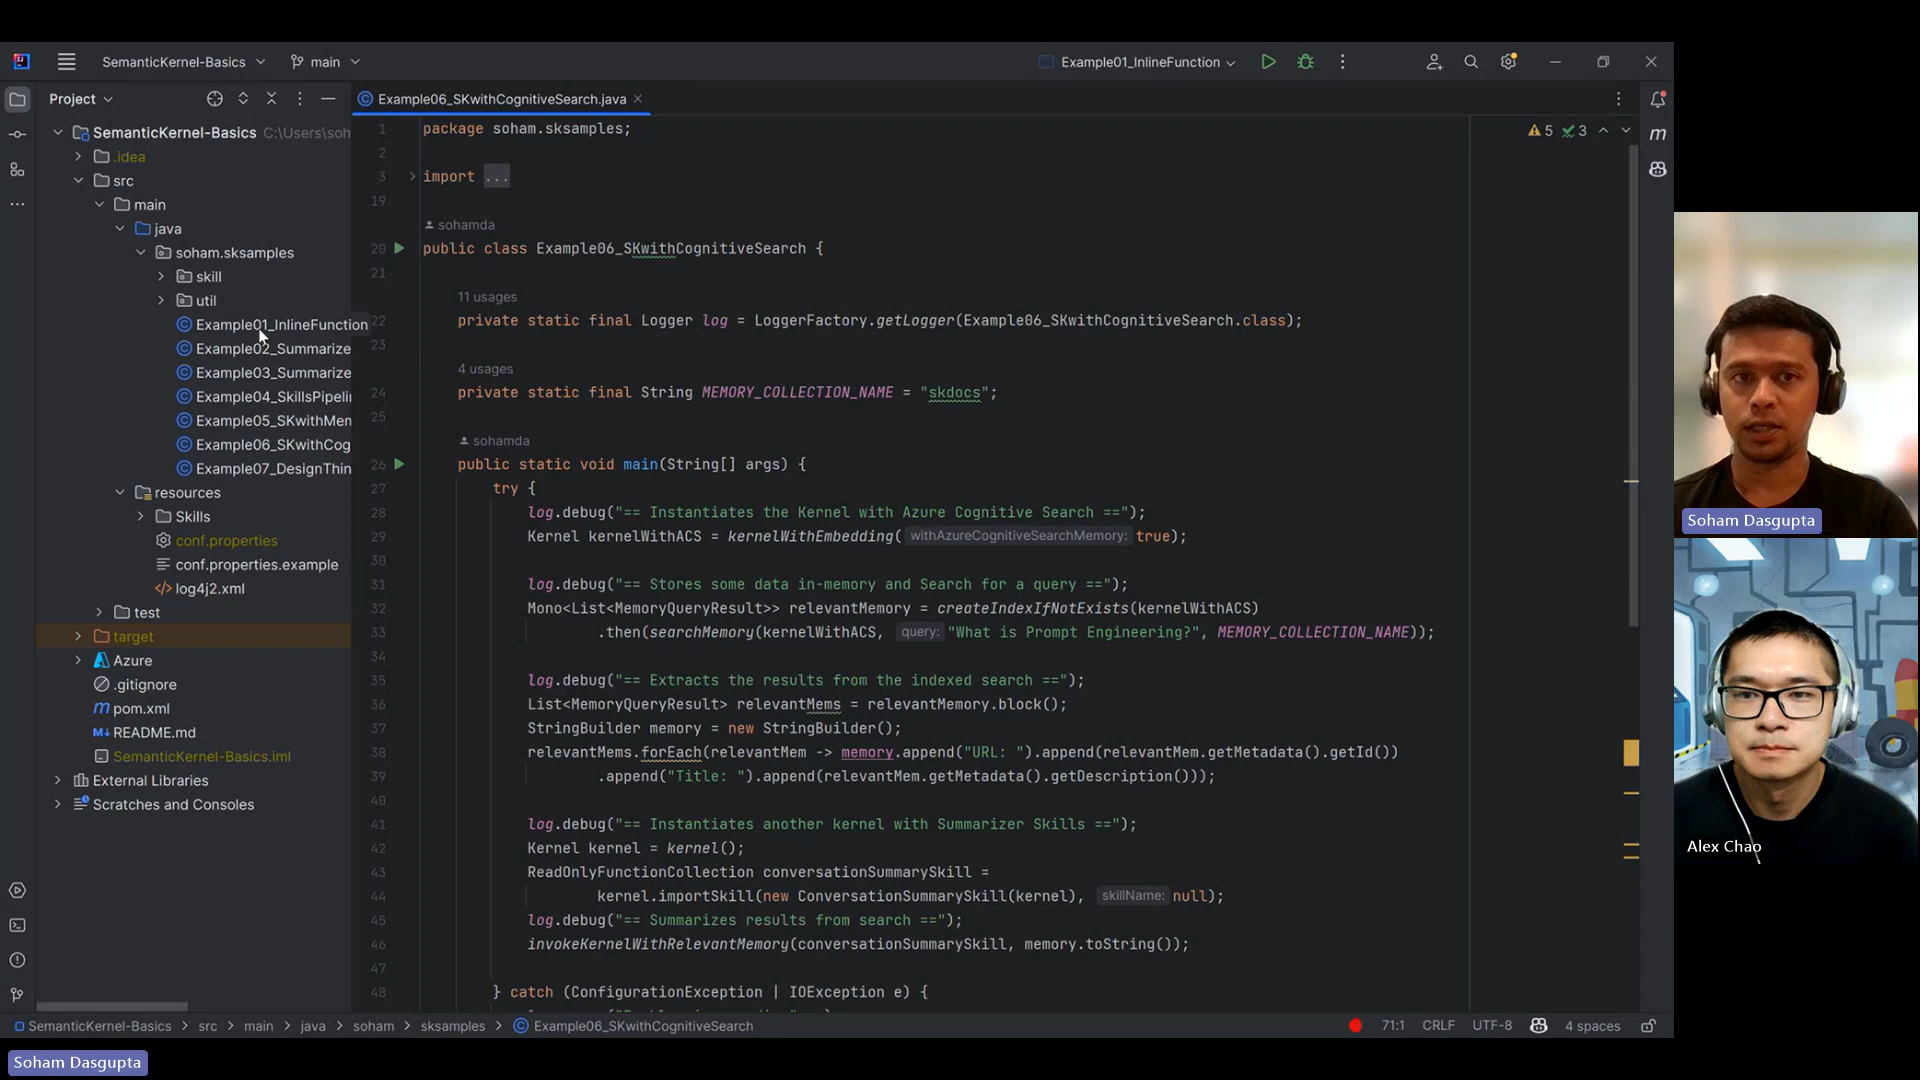 SemanticKernel-Basics
main
Example01_InlineFunction
Project
Example06_SKwithCognitiveSearch.java
SemanticKernel-Basics C:\Users\soh
.idea
src
main
java
soham.sksamples
skill
util
Example01_InlineFunction
Example02_Summarize
Example03_Summarize
Example04_SkillsPipelin
Example05_SKwithMem
Example06_SKwithCog
Example07_DesignThin
resources
Skills
conf.properties
conf.properties.example
log4j2.xml
test
target
Azure
.gitignore
pom.xml
README.md
SemanticKernel-Basics.iml
External Libraries
Scratches and Consoles
5 3
1 package soham.sksamples;
2
3 import ...
19
sohamda
20 public class Example06_SKwithCognitiveSearch {
21
11 usages
22 private static final Logger log = LoggerFactory.getLogger(Example06_SKwithCognitiveSearch.class);
23
4 usages
24 private static final String MEMORY_COLLECTION_NAME = "skdocs";
25
sohamda
26 public static void main(String[] args) {
27 try {
28 log.debug("== Instantiates the Kernel with Azure Cognitive Search ==");
29 Kernel kernelWithACS = kernelWithEmbedding( withAzureCognitiveSearchMemory: true);
30
31 log.debug("== Stores some data in-memory and Search for a query ==");
32 Mono<List<MemoryQueryResult>> relevantMemory = createIndexIfNotExists(kernelWithACS)
33 .then(searchMemory(kernelWithACS, query: "What is Prompt Engineering?", MEMORY_COLLECTION_NAME));
34
35 log.debug("== Extracts the results from the indexed search ==");
36 List<MemoryQueryResult> relevantMems = relevantMemory.block();
37 StringBuilder memory = new StringBuilder();
38 relevantMems.forEach(relevantMem -> memory.append("URL: ").append(relevantMem.getMetadata().getId())
39 .append("Title: ").append(relevantMem.getMetadata().getDescription()));
40
41 log.debug("== Instantiates another kernel with Summarizer Skills ==");
42 Kernel kernel = kernel();
43 ReadOnlyFunctionCollection conversationSummarySkill =
44 kernel.importSkill(new ConversationSummarySkill(kernel), skillName: null);
45 log.debug("== Summarizes results from search ==");
46 invokeKernelWithRelevantMemory(conversationSummarySkill, memory.toString());
47
48 } catch (ConfigurationException | IOException e) {
SemanticKernel-Basics > src > main > java > soham > sksamples > Example06_SKwithCognitiveSearch
71:1 CRLF UTF-8 4 spaces
Soham Dasgupta
Alex Chao
Soham Dasgupta